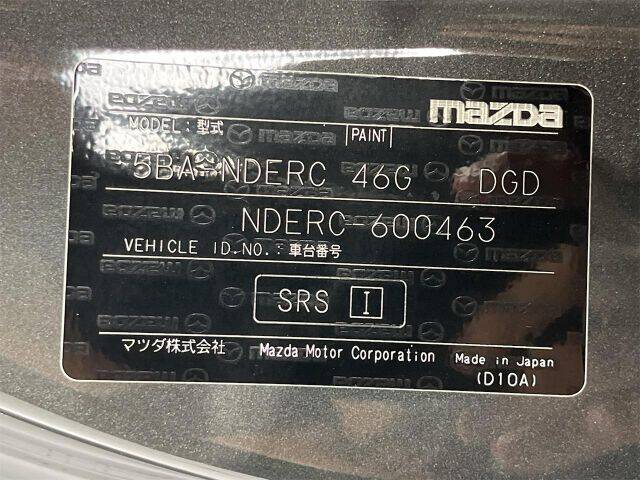 mazda
MODEL:型式 PAINT
5BA-NDERC 46G DGD
NDERC-600463
VEHICLE ID.NO.:車台番号
SRS I
マツダ株式会社 Mazda Motor Corporation Made in Japan
(D10A)